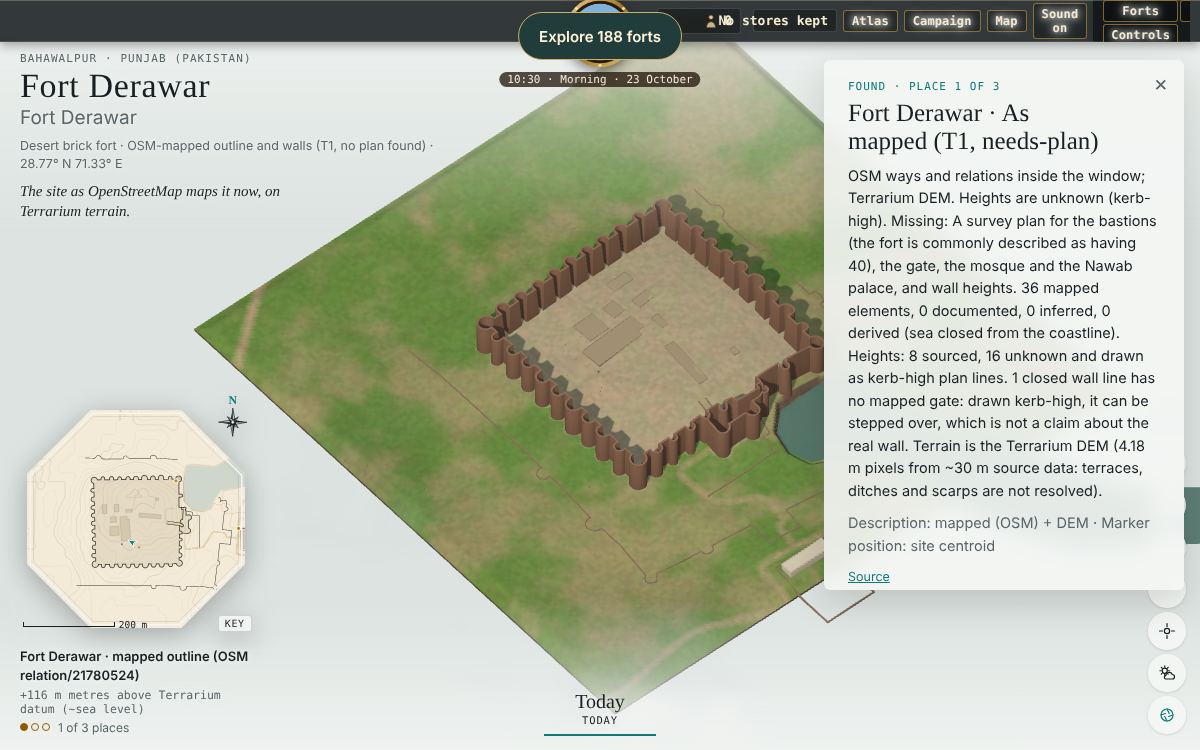 Explore 188 forts
No stores kept
Atlas
Campaign
Map
Sound on
Forts
Controls
10:30 · Morning · 23 October
BAHAWALPUR · PUNJAB (PAKISTAN)
Fort Derawar
Fort Derawar
Desert brick fort · OSM-mapped outline and walls (T1, no plan found) ·
28.77° N 71.33° E
The site as OpenStreetMap maps it now, on
Terrarium terrain.
FOUND · PLACE 1 OF 3
Fort Derawar · As
mapped (T1, needs-plan)
OSM ways and relations inside the window;
Terrarium DEM. Heights are unknown (kerb-
high). Missing: A survey plan for the bastions
(the fort is commonly described as having
40), the gate, the mosque and the Nawab
palace, and wall heights. 36 mapped
elements, 0 documented, 0 inferred, 0
derived (sea closed from the coastline).
Heights: 8 sourced, 16 unknown and drawn
as kerb-high plan lines. 1 closed wall line has
no mapped gate: drawn kerb-high, it can be
stepped over, which is not a claim about the
real wall. Terrain is the Terrarium DEM (4.18
m pixels from ~30 m source data: terraces,
ditches and scarps are not resolved).
Description: mapped (OSM) + DEM · Marker
position: site centroid
Source
N
200 m
KEY
Fort Derawar · mapped outline (OSM
relation/21780524)
+116 m metres above Terrarium
datum (~sea level)
1 of 3 places
Today
TODAY